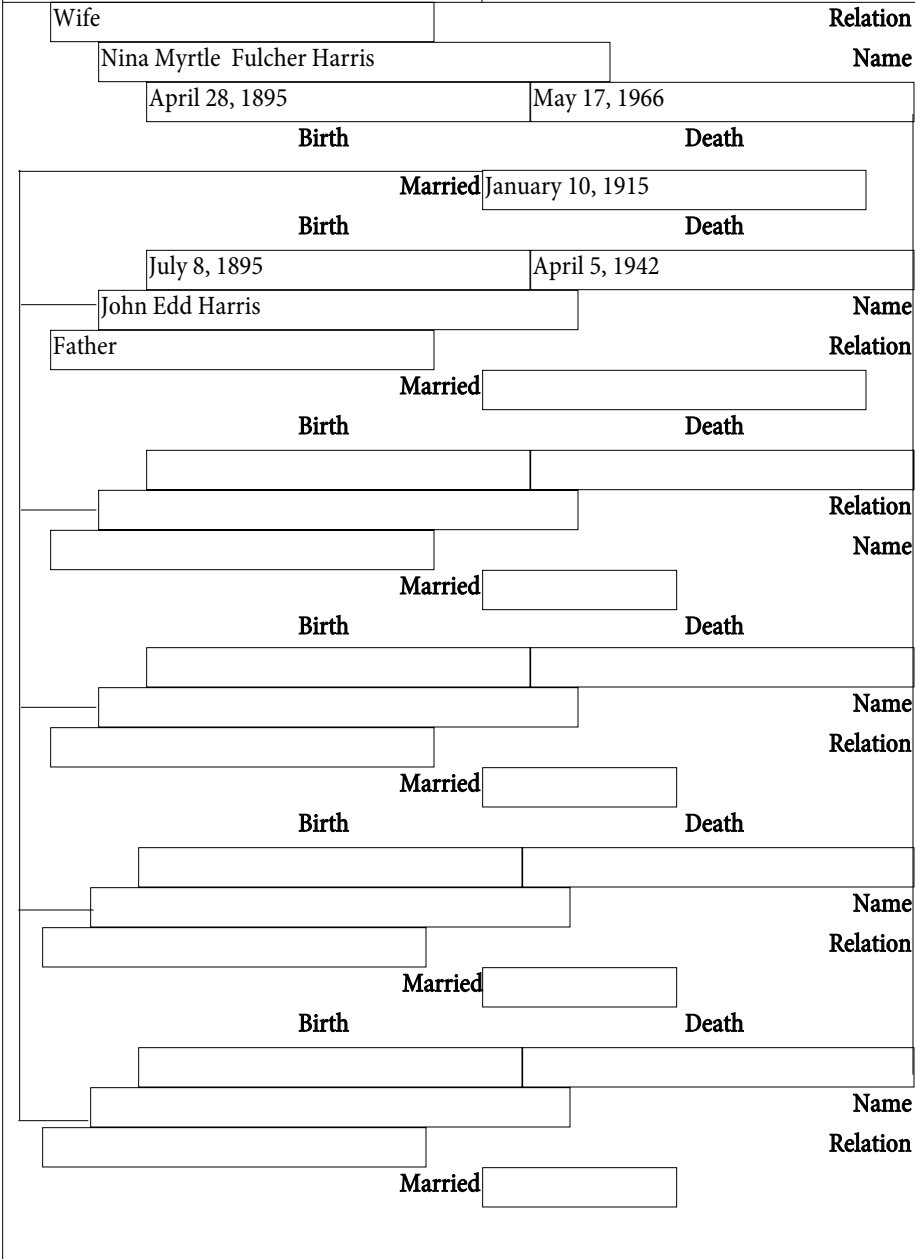 Wife Relation
Nina Myrtle  Fulcher Harris Name
April 28, 1895 May 17, 1966
Birth Death
Married January 10, 1915
Birth Death
July 8, 1895 April 5, 1942
John Edd Harris Name
Father Relation
Married
Birth Death
Relation
Name
Married
Birth Death
Name
Relation
Married
Birth Death
Name
Relation
Married
Birth Death
Name
Relation
Married